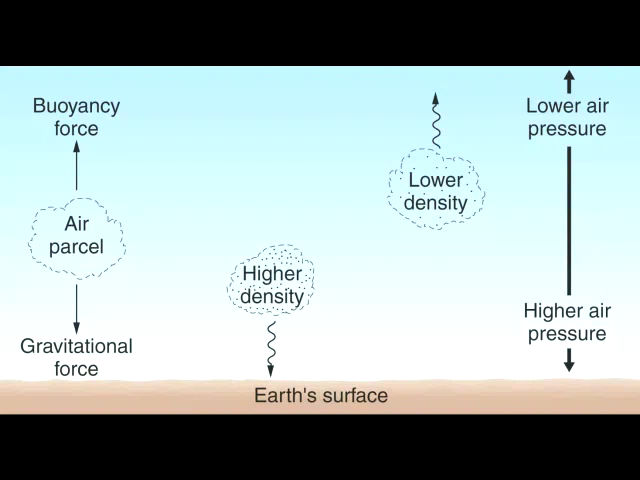 Buoyancy
force
Air
parcel
Gravitational
force
Higher
density
Lower
density
Lower air
pressure
Higher air
pressure
Earth's surface